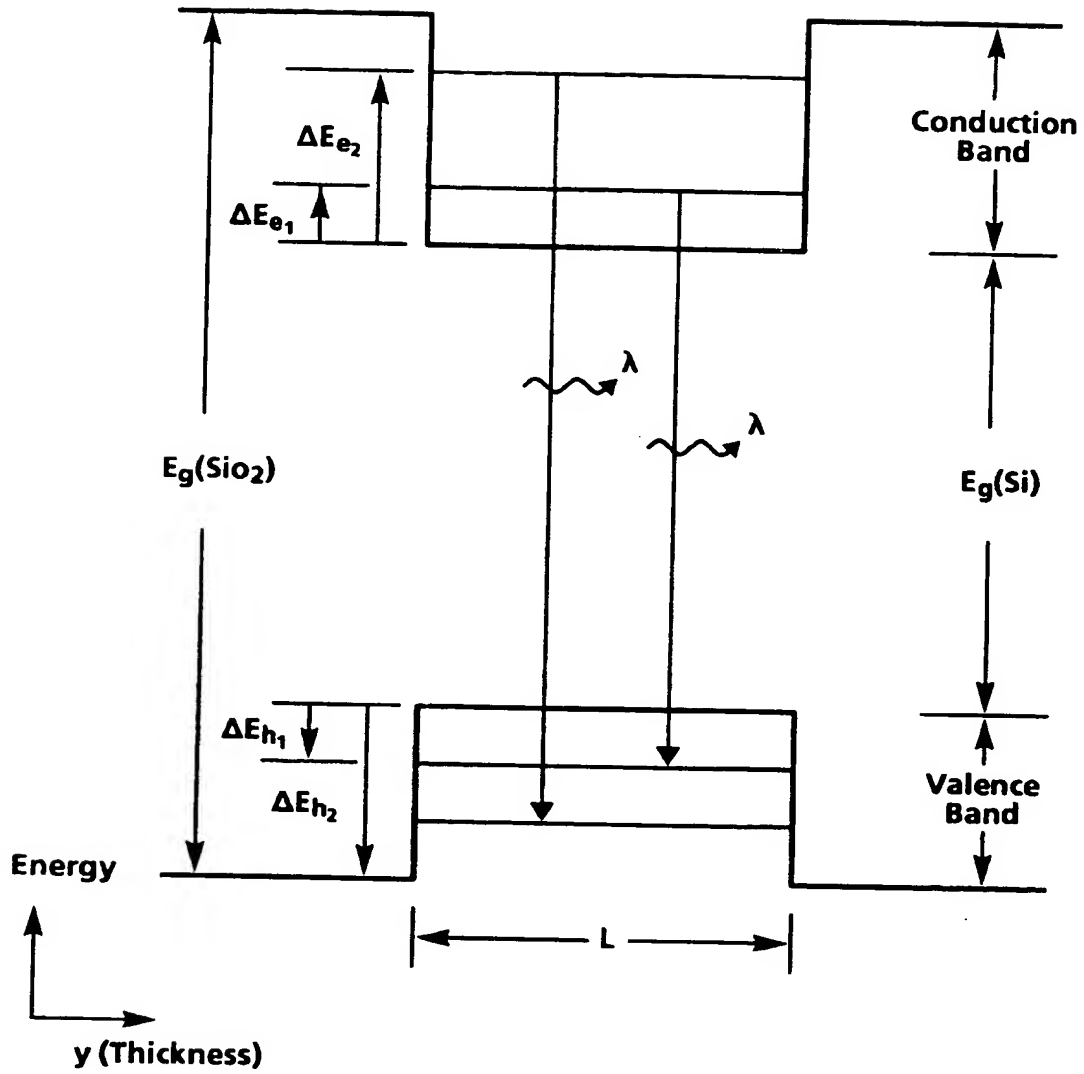 Conduction
Band
ΔEe2
ΔEe1
λ
λ
Eg(Sio2)
Eg(Si)
ΔEh1
ΔEh2
Valence
Band
Energy
L
y (Thickness)